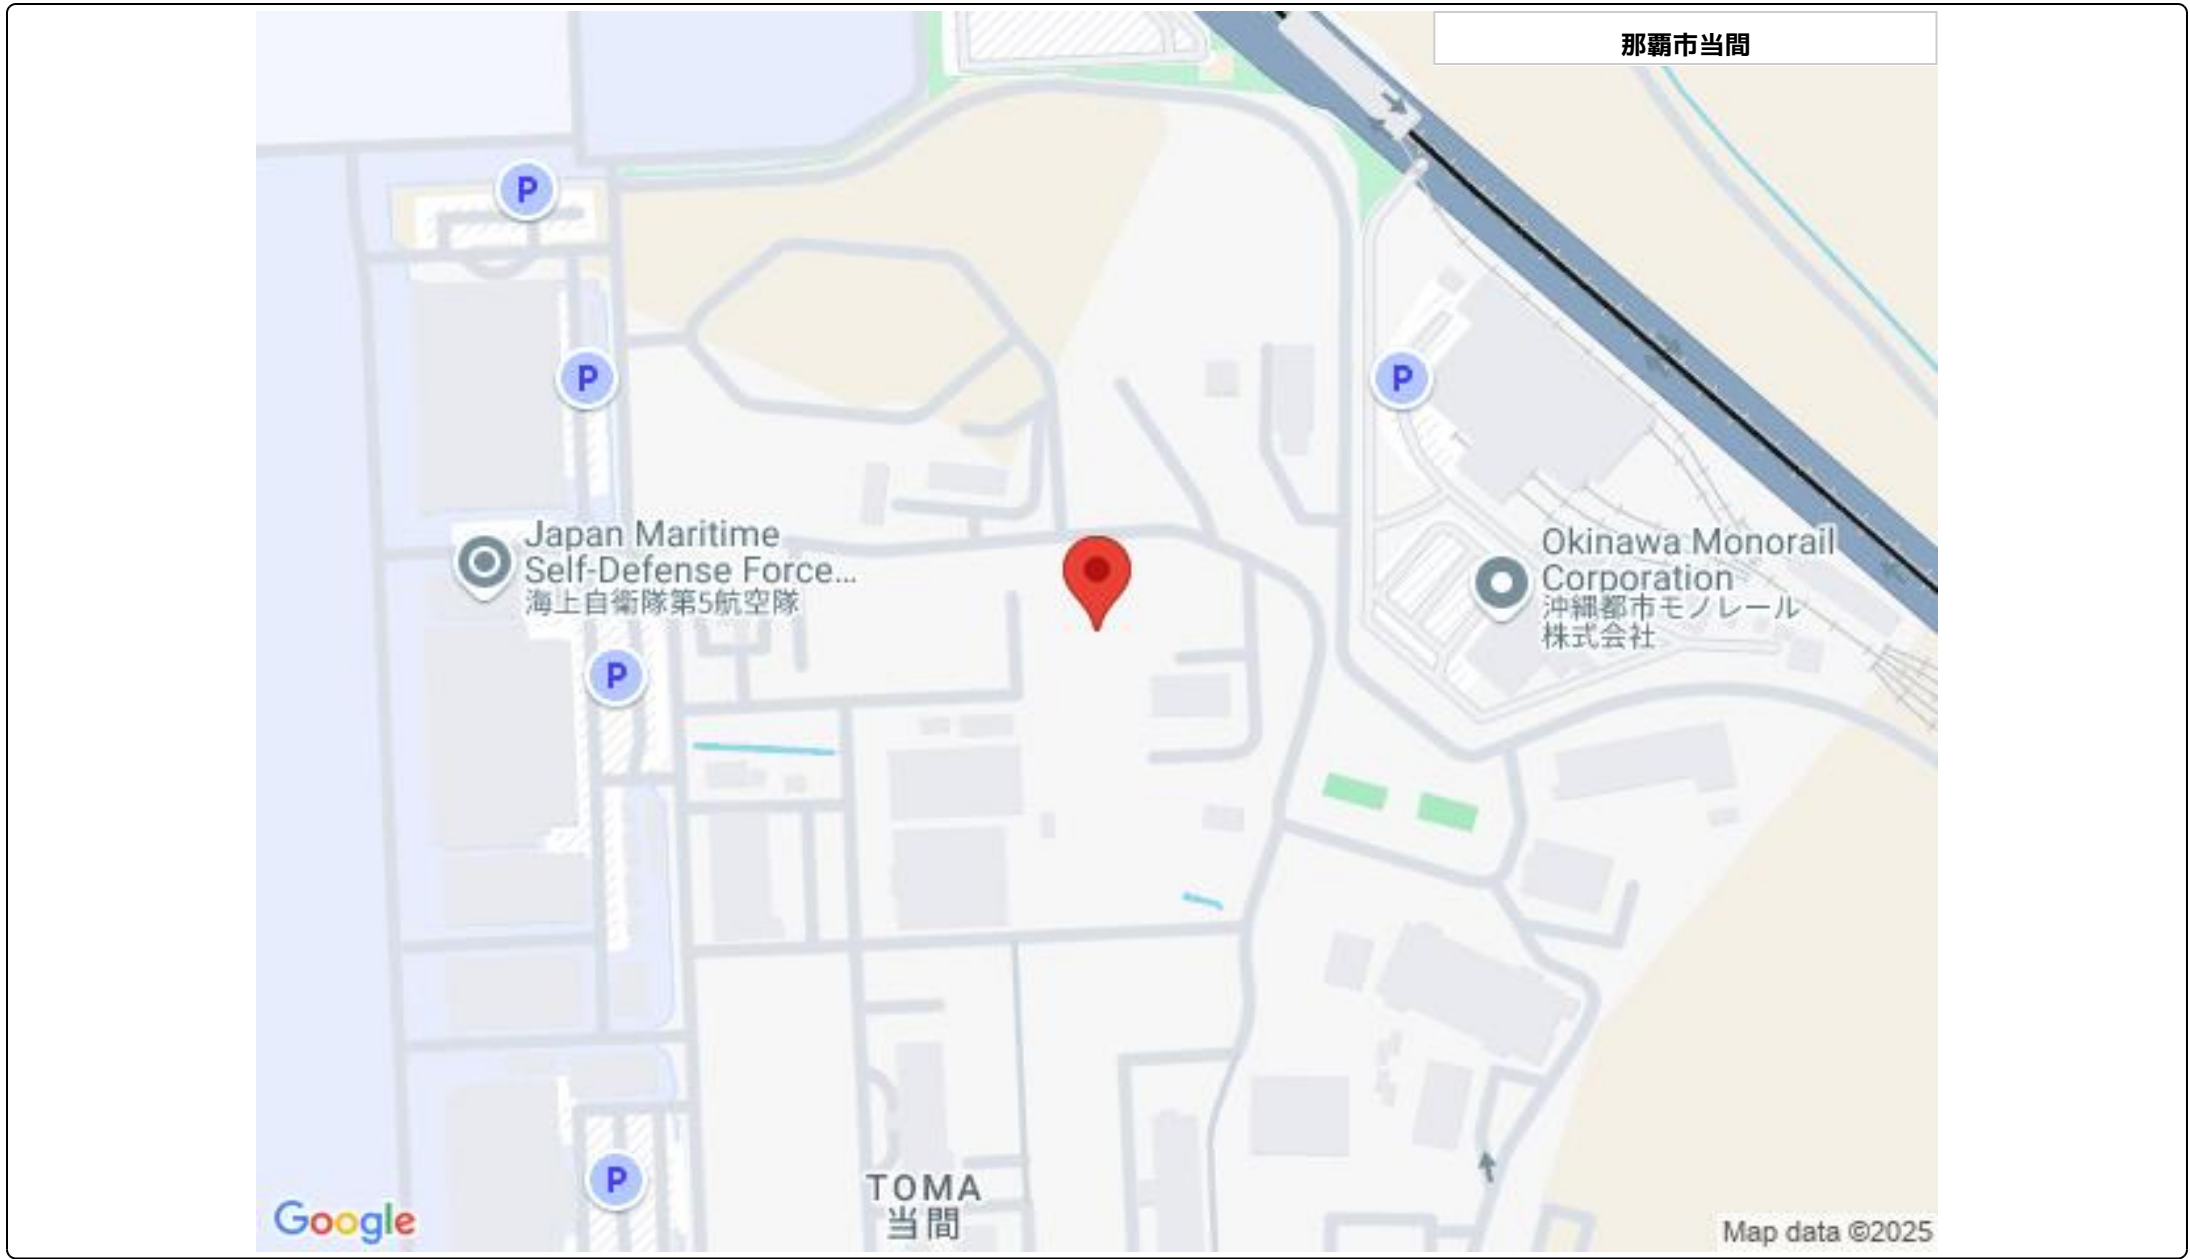 那覇市当間
P
P
P
Japan Maritime
Self-Defense Force...
海上自衛隊第5航空隊
Okinawa Monorail
Corporation
沖縄都市モノレール
株式会社
P
P
TOMA
当間
Google
Map data ©2025